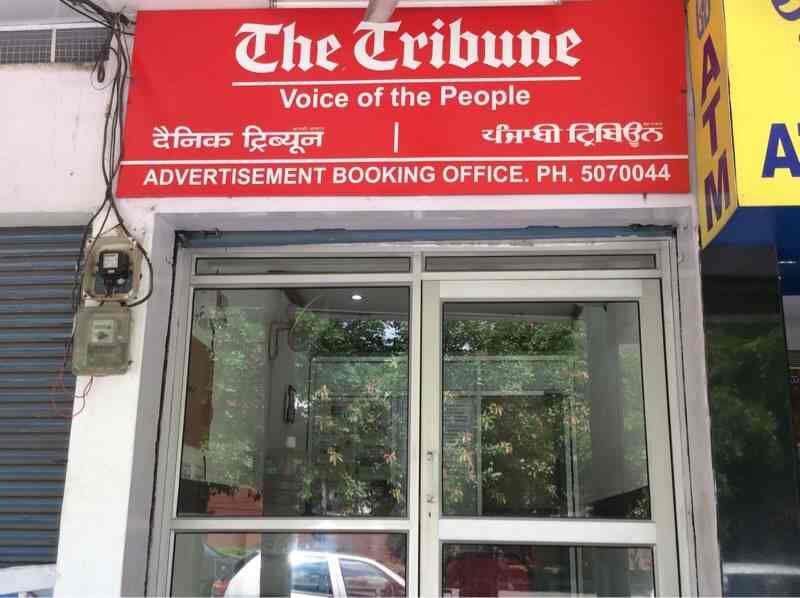 The Tribune
Voice of the People
दैनिक ट्रिब्यून | ਪੰਜਾਬੀ ਟ੍ਰਿਬਿਊਨ
ADVERTISEMENT BOOKING OFFICE. PH. 5070044
ATM